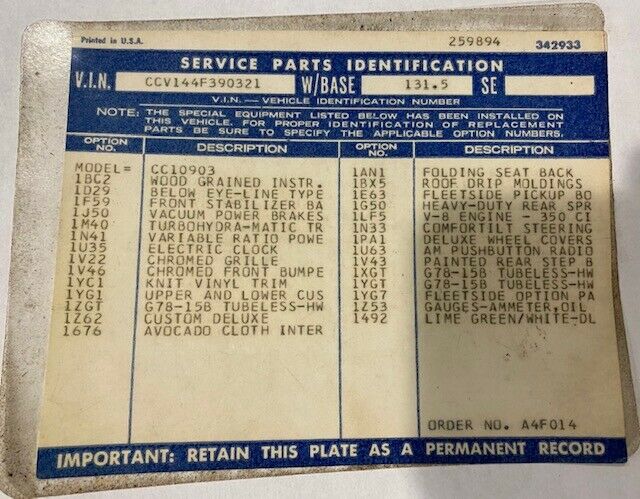 Printed in U.S.A. 259894 342933
SERVICE PARTS IDENTIFICATION
V.I.N. CCV144F390321 W/BASE 131.5 SE
V.I.N. — VEHICLE IDENTIFICATION NUMBER
NOTE: THE SPECIAL EQUIPMENT LISTED BELOW HAS BEEN INSTALLED ON
THIS VEHICLE. FOR PROPER IDENTIFICATION OF REPLACEMENT
PARTS BE SURE TO SPECIFY THE APPLICABLE OPTION NUMBERS.
OPTION NO. DESCRIPTION OPTION NO. DESCRIPTION
MODEL= CC10903 1AN1 FOLDING SEAT BACK
1BC2 WOOD GRAINED INSTR. 1BX5 ROOF DRIP MOLDINGS
1D29 BELOW EYE-LINE TYPE 1E63 FLEETSIDE PICKUP BO
1F59 FRONT STABILIZER BA 1G50 HEAVY-DUTY REAR SPR
1J50 VACUUM POWER BRAKES 1LF5 V-8 ENGINE - 350 CI
1M40 TURBOHYDRA-MATIC TR 1N33 COMFORTILT STEERING
1N41 VARIABLE RATIO POWE 1PA1 DELUXE WHEEL COVERS
1U35 ELECTRIC CLOCK 1U63 AM PUSHBUTTON RADIO
1V22 CHROMED GRILLE 1V43 PAINTED REAR STEP B
1V46 CHROMED FRONT BUMPE 1XGT G78-15B TUBELESS-HW
1YC1 KNIT VINYL TRIM 1YGT G78-15B TUBELESS-HW
1YG1 UPPER AND LOWER CUS 1YG7 FLEETSIDE OPTION PA
1ZGT G78-15B TUBELESS-HW 1Z53 GAUGES-AMMETER,OIL
1Z62 CUSTOM DELUXE 1492 LIME GREEN/WHITE-DL
1676 AVOCADO CLOTH INTER
ORDER NO. A4F014
IMPORTANT: RETAIN THIS PLATE AS A PERMANENT RECORD